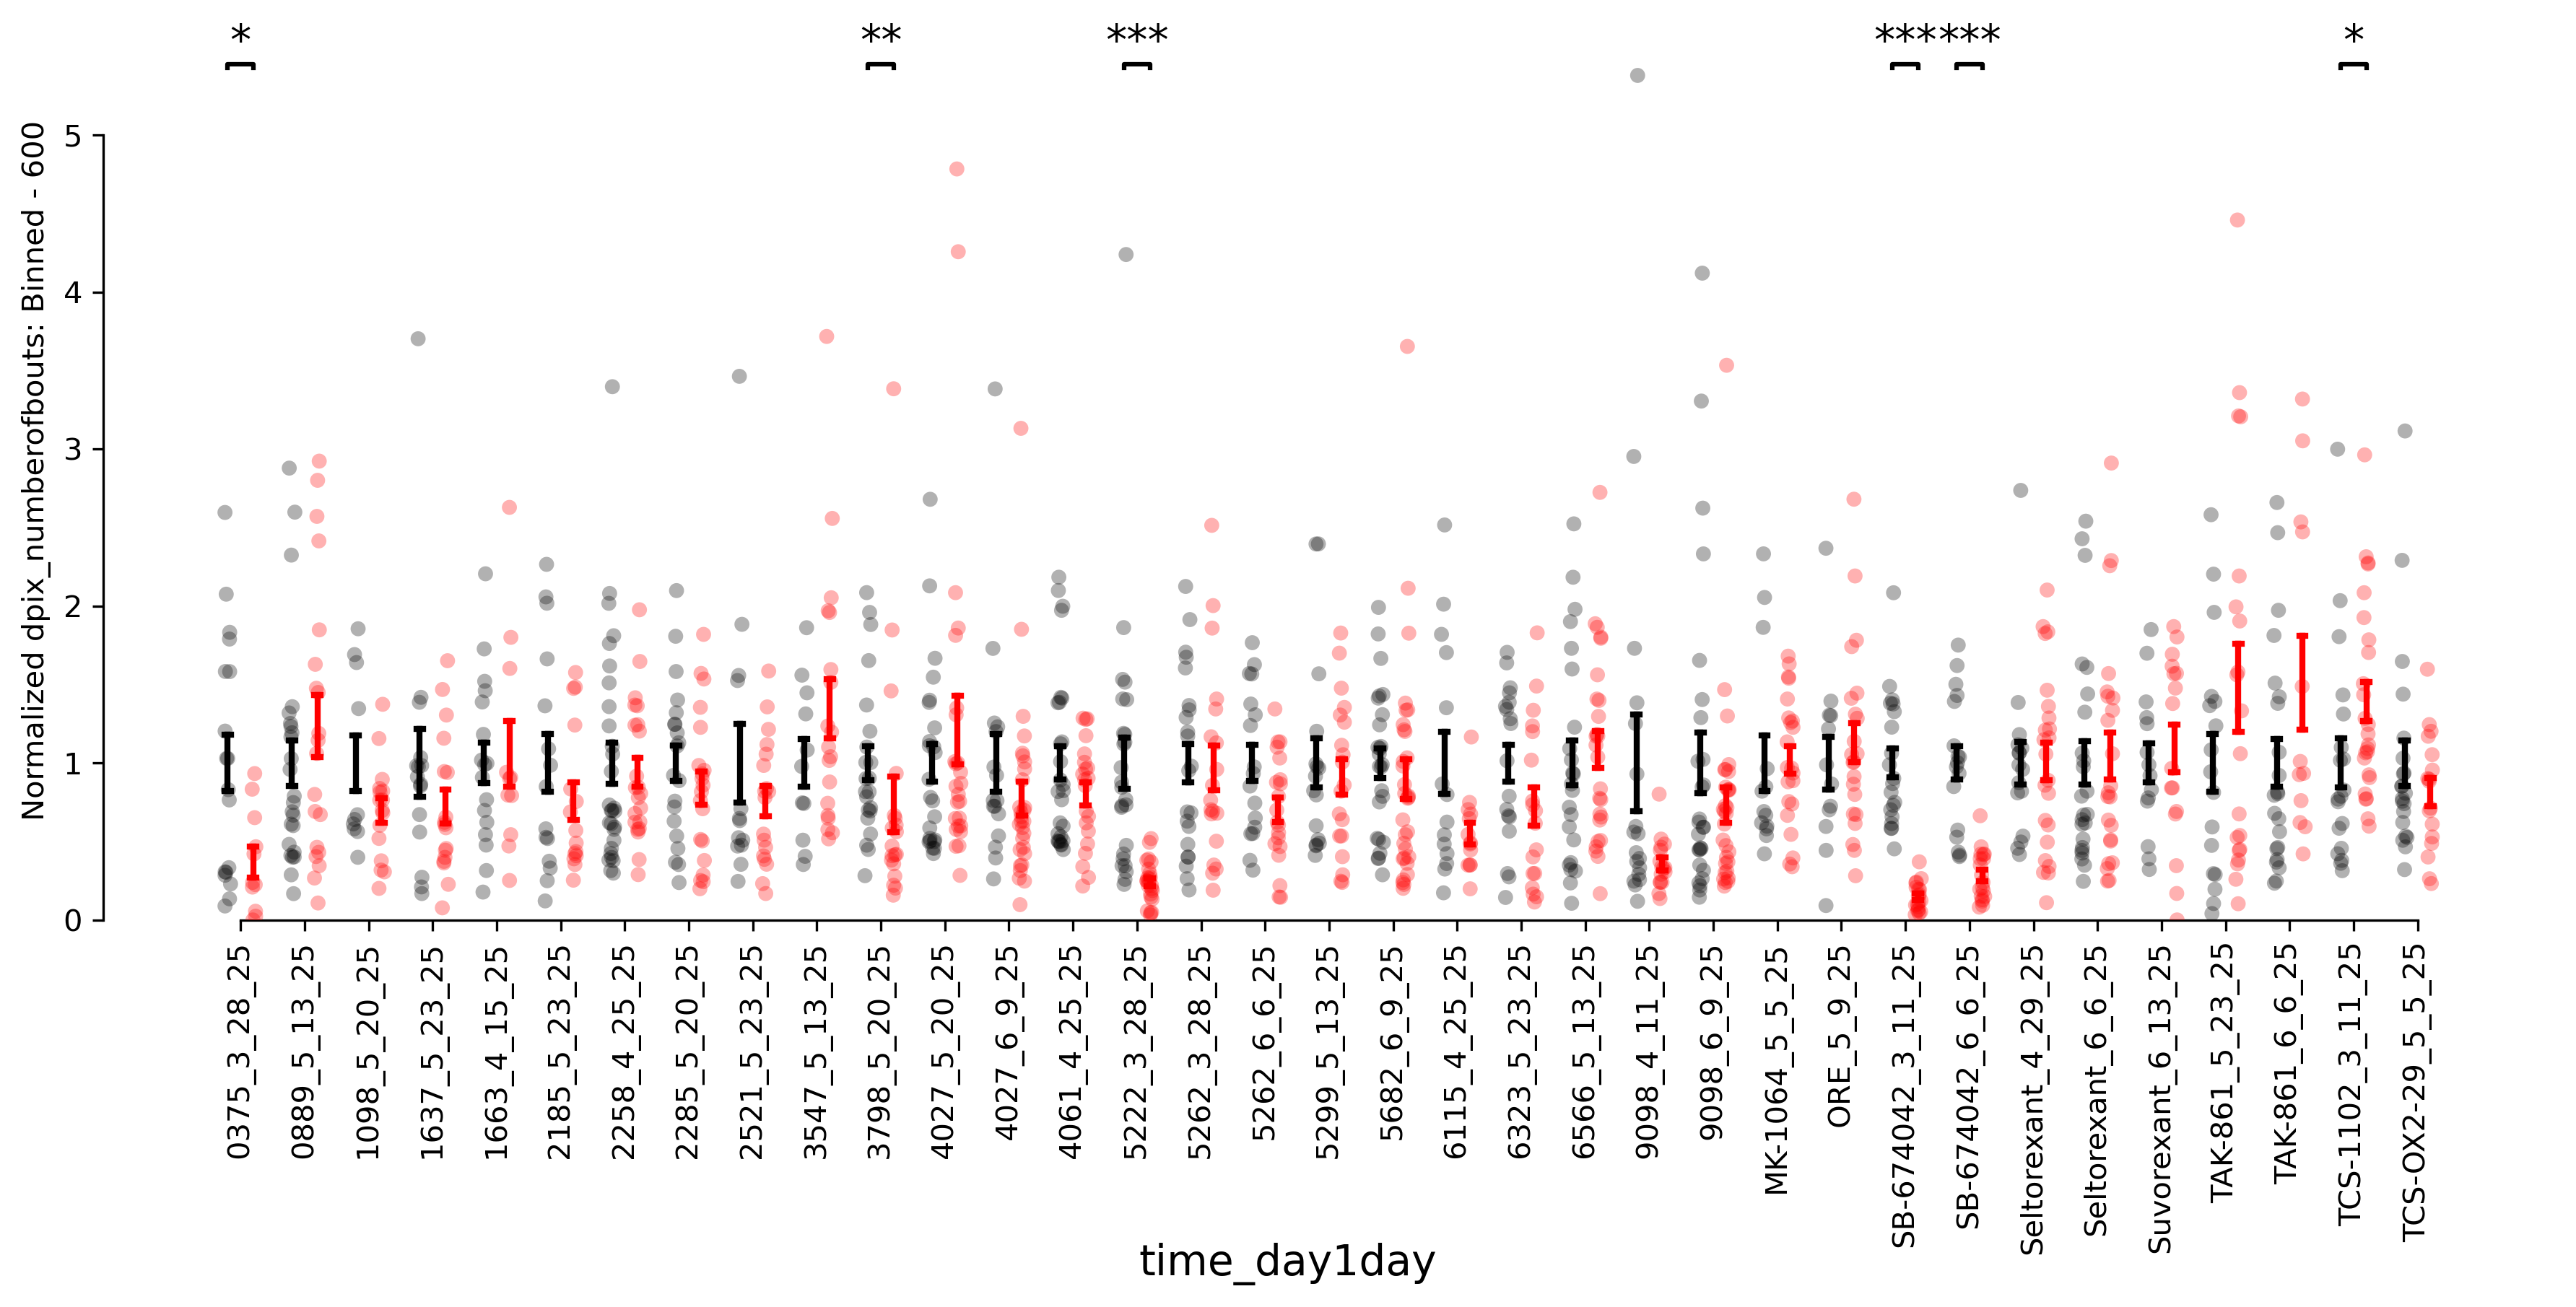 * ** *** *** *** *
Normalized dpix_numberofbouts: Binned - 600
5
4
3
2
1
0
0375_3_28_25
0889_5_13_25
1098_5_20_25
1637_5_23_25
1663_4_15_25
2185_5_23_25
2258_4_25_25
2285_5_20_25
2521_5_23_25
3547_5_13_25
3798_5_20_25
4027_5_20_25
4027_6_9_25
4061_4_25_25
5222_3_28_25
5262_3_28_25
5262_6_6_25
5299_5_13_25
5682_6_9_25
6115_4_25_25
6323_5_23_25
6566_5_13_25
9098_4_11_25
9098_6_9_25
MK-1064_5_5_25
ORE_5_9_25
SB-674042_3_11_25
SB-674042_6_6_25
Seltorexant_4_29_25
Seltorexant_6_6_25
Suvorexant_6_13_25
TAK-861_5_23_25
TAK-861_6_6_25
TCS-1102_3_11_25
TCS-OX2-29_5_5_25
time_day1day